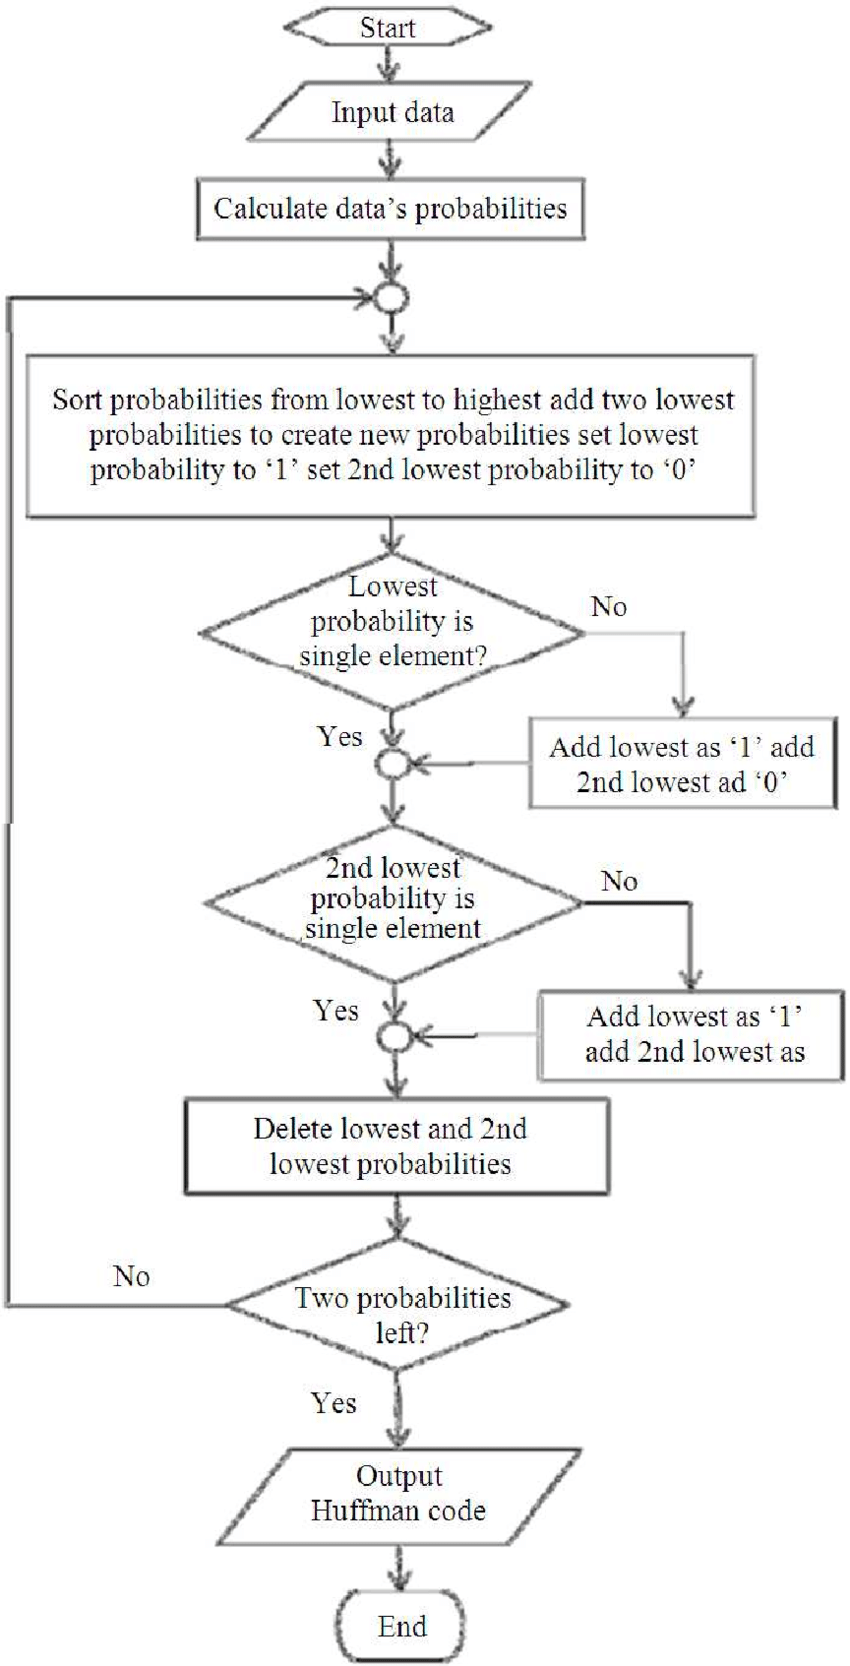 Start
Input data
Calculate data’s probabilities
Sort probabilities from lowest to highest add two lowest
probabilities to create new probabilities set lowest
probability to ‘1’ set 2nd lowest probability to ‘0’
Lowest
probability is
single element?
No
Yes
Add lowest as ‘1’ add
2nd lowest ad ‘0’
2nd lowest
probability is
single element
No
Yes
Add lowest as ‘1’
add 2nd lowest as
Delete lowest and 2nd
lowest probabilities
Two probabilities
left?
No
Yes
Output
Huffman code
End